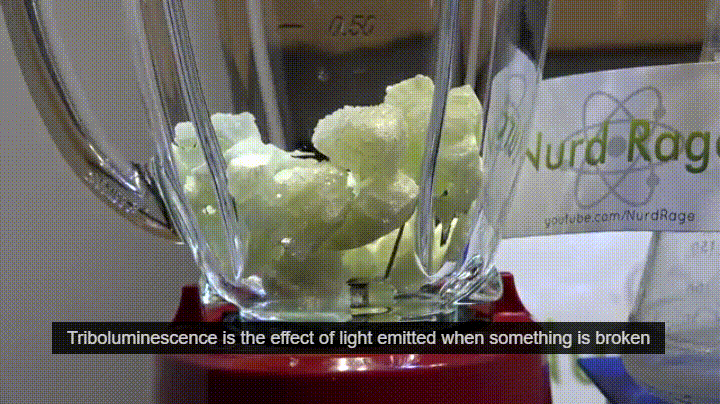 0.50
Nurd Rage
youtube.com/NurdRage
Triboluminescence is the effect of light emitted when something is broken